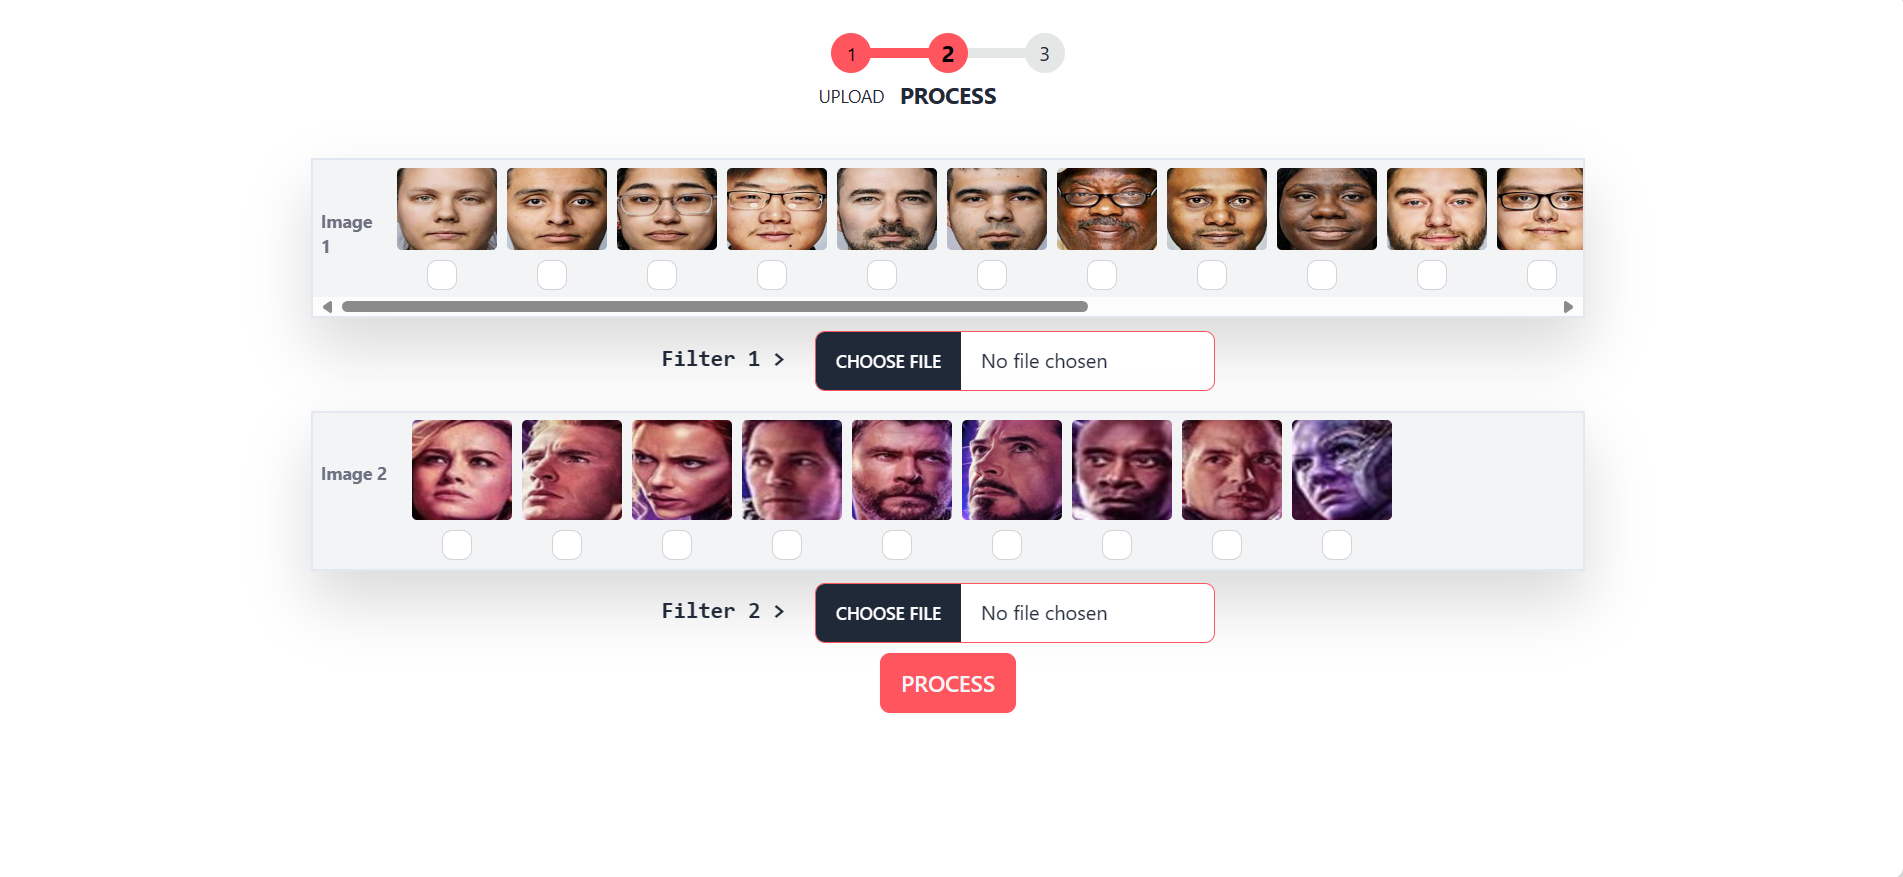 1
2
3
UPLOAD
PROCESS
Image
1
Filter 1 >
CHOOSE FILE
No file chosen
Image 2
Filter 2 >
CHOOSE FILE
No file chosen
PROCESS